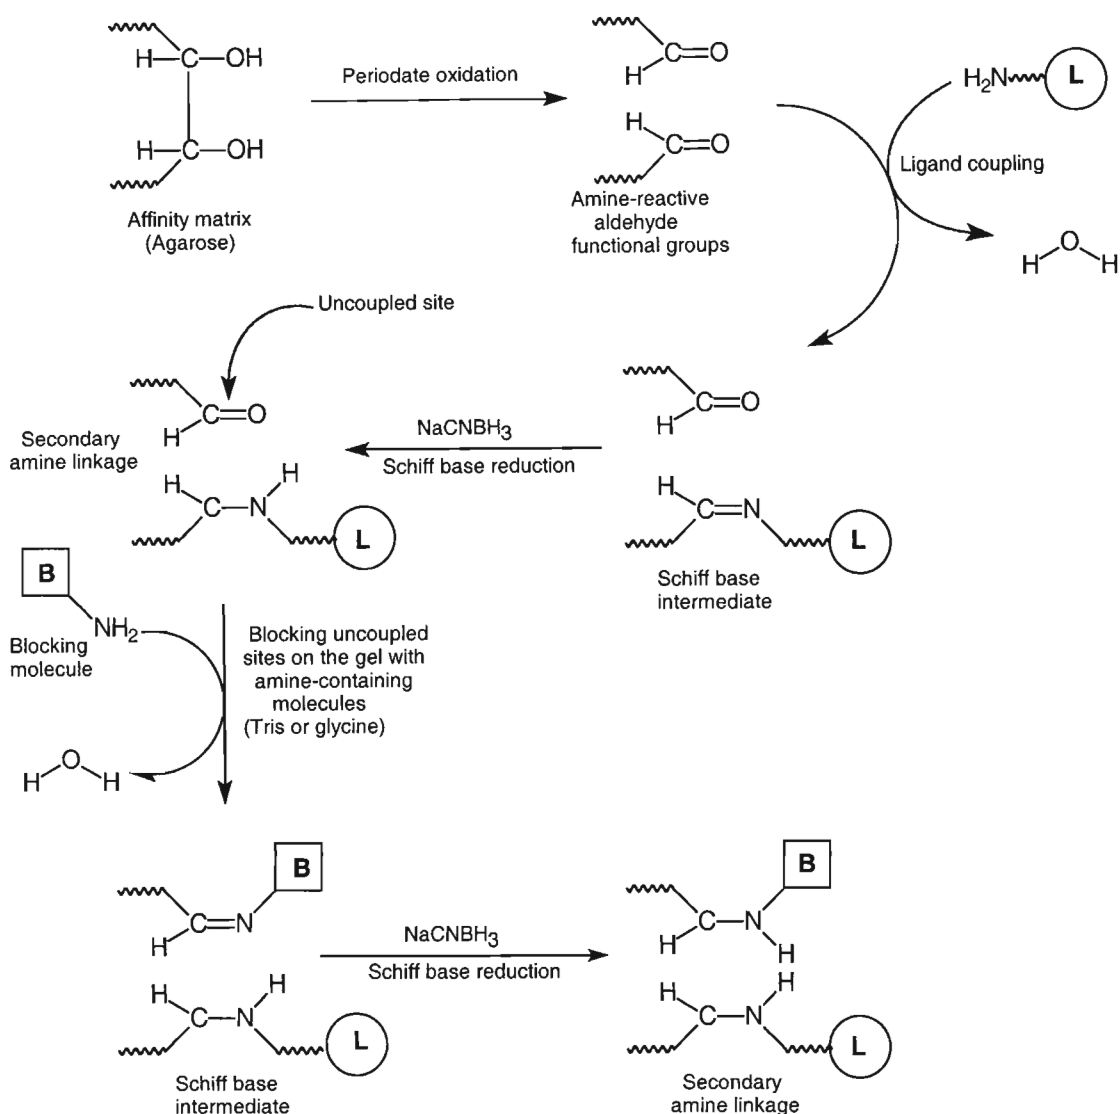 H—C—OH
H—C—OH
Affinity matrix
(Agarose)
Periodate oxidation
C=O
H
H
C=O
Amine-reactive
aldehyde
functional groups
H₂N
L
Ligand coupling
O
H H
Uncoupled site
C=O
H
Secondary
amine linkage
H
H
C—N
L
NaCNBH₃
Schiff base reduction
C=O
H
H
C=N
L
Schiff base
intermediate
B
NH₂
Blocking
molecule
O
H H
Blocking uncoupled
sites on the gel with
amine-containing
molecules
(Tris or glycine)
B
C=N
H
H
H
C—N
L
Schiff base
intermediate
NaCNBH₃
Schiff base reduction
B
C—N
H
H
H
H
C—N
L
Secondary
amine linkage